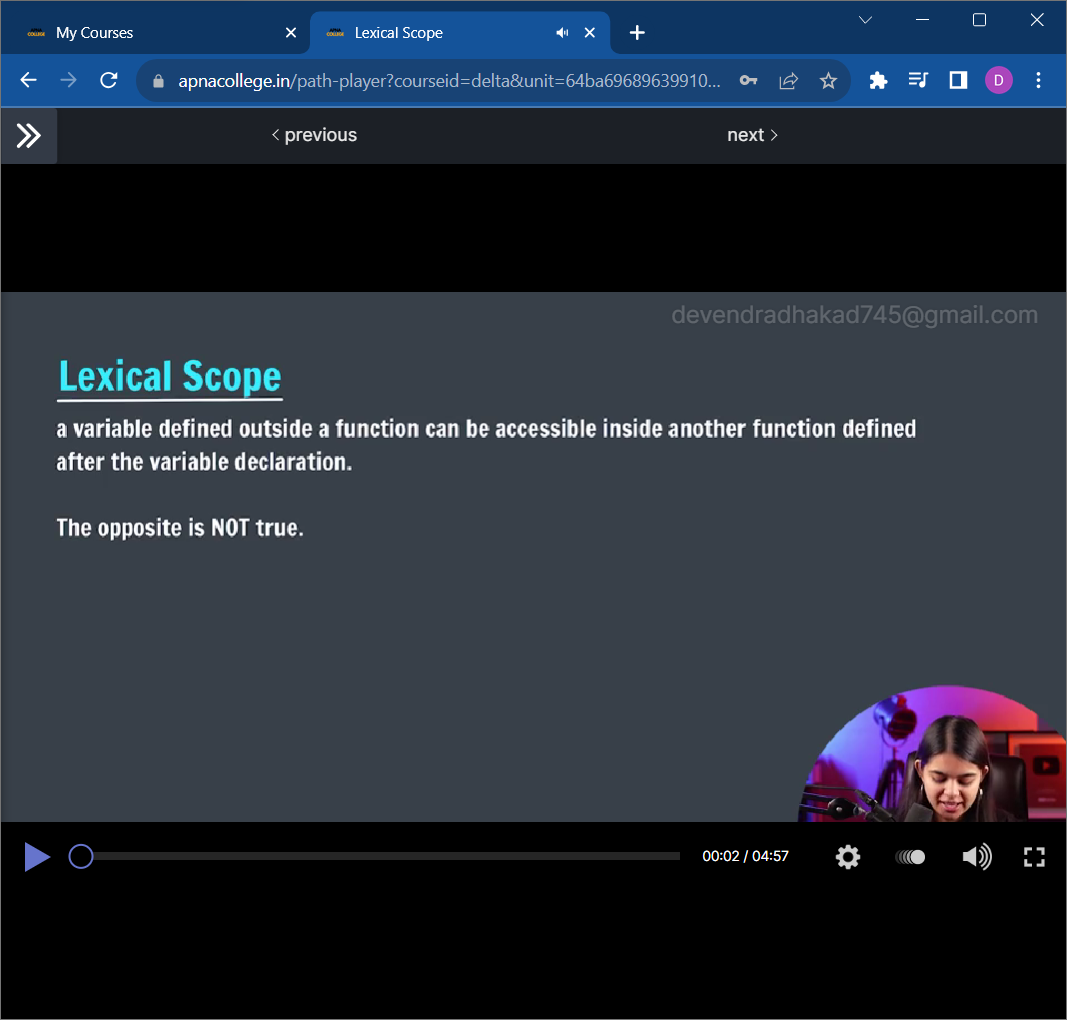 My Courses
Lexical Scope
apnacollege.in/path-player?courseid=delta&unit=64ba69689639910...
D
previous
next
devendradhakad745@gmail.com
Lexical Scope
a variable defined outside a function can be accessible inside another function defined
after the variable declaration.
The opposite is NOT true.
00:02 / 04:57